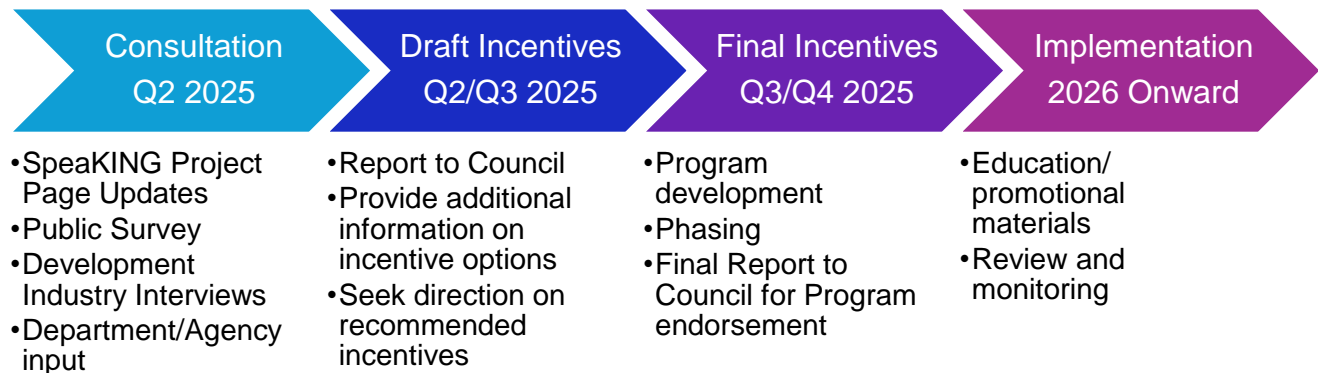 Consultation
Q2 2025
Draft Incentives
Q2/Q3 2025
Final Incentives
Q3/Q4 2025
Implementation
2026 Onward
•SpeaKING Project
Page Updates
•Public Survey
•Development
Industry Interviews
•Department/Agency
input
•Report to Council
•Provide additional
information on
incentive options
•Seek direction on
recommended
incentives
•Program
development
•Phasing
•Final Report to
Council for Program
endorsement
•Education/
promotional
materials
•Review and
monitoring